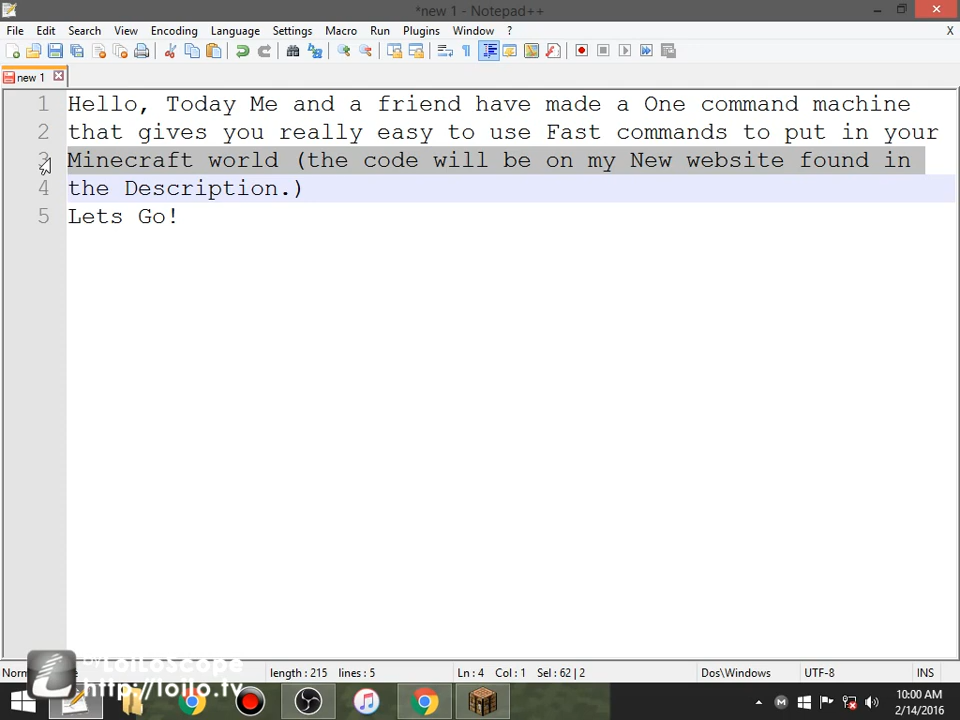 *new 1 - Notepad++
File Edit Search View Encoding Language Settings Macro Run Plugins Window ? X
new 1
1 Hello, Today Me and a friend have made a One command machine
2 that gives you really easy to use Fast commands to put in your
3 Minecraft world (the code will be on my New website found in
4 the Description.)
5 Lets Go!
length : 215 lines : 5 Ln : 4 Col : 1 Sel : 62 | 2 Dos\Windows UTF-8 INS
LoiLoScope
http://loilo.tv
10:00 AM
2/14/2016